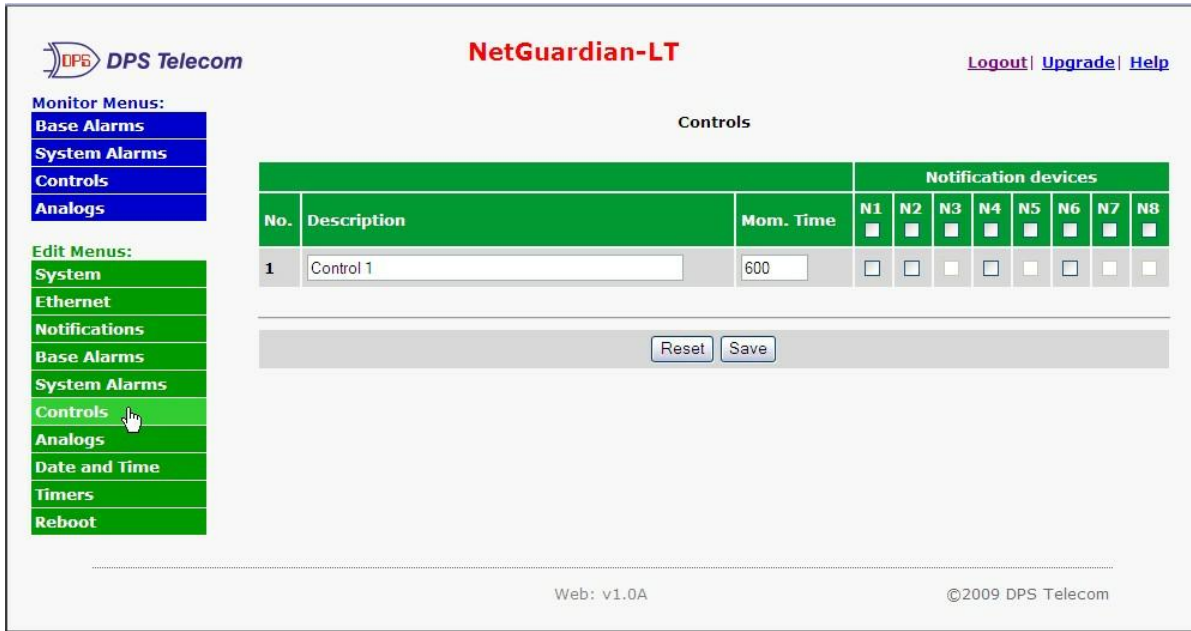 DPS DPS Telecom
NetGuardian-LT
Logout| Upgrade| Help
Monitor Menus:
Base Alarms
System Alarms
Controls
Analogs
Edit Menus:
System
Ethernet
Notifications
Base Alarms
System Alarms
Controls
Analogs
Date and Time
Timers
Reboot
Controls
Notification devices
No. Description Mom. Time N1 N2 N3 N4 N5 N6 N7 N8
1 Control 1 600
Reset Save
Web: v1.0A
©2009 DPS Telecom